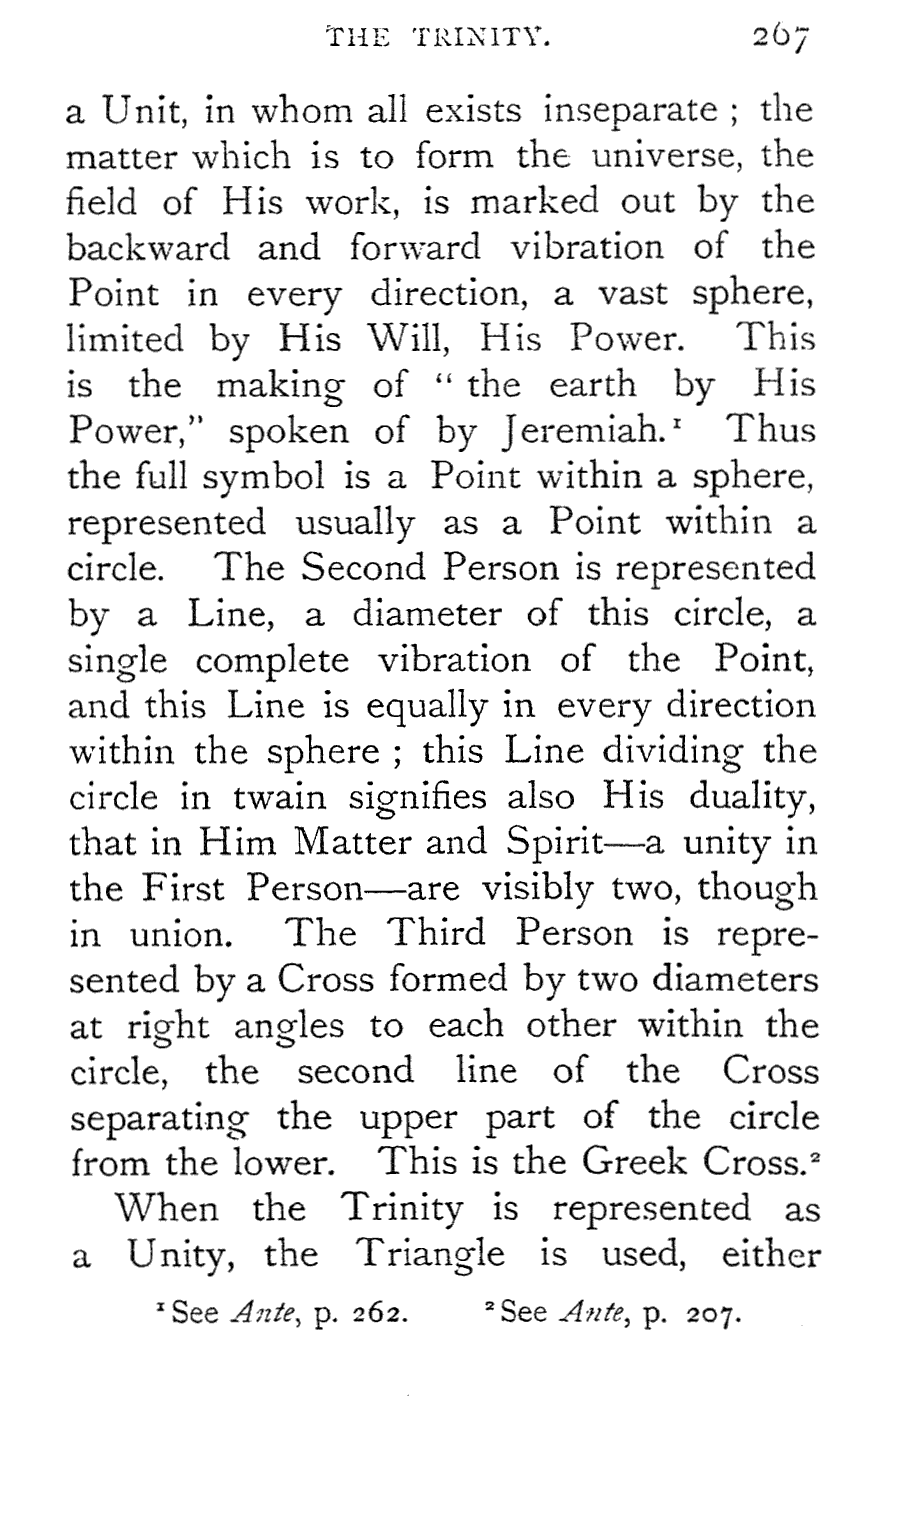 THE TRINITY. 267
a Unit, in whom all exists inseparate ; the
matter which is to form the universe, the
field of His work, is marked out by the
backward and forward vibration of the
Point in every direction, a vast sphere,
limited by His Will, His Power. This
is the making of “ the earth by His
Power,” spoken of by Jeremiah.¹ Thus
the full symbol is a Point within a sphere,
represented usually as a Point within a
circle. The Second Person is represented
by a Line, a diameter of this circle, a
single complete vibration of the Point,
and this Line is equally in every direction
within the sphere ; this Line dividing the
circle in twain signifies also His duality,
that in Him Matter and Spirit—a unity in
the First Person—are visibly two, though
in union. The Third Person is repre-
sented by a Cross formed by two diameters
at right angles to each other within the
circle, the second line of the Cross
separating the upper part of the circle
from the lower. This is the Greek Cross.²
When the Trinity is represented as
a Unity, the Triangle is used, either
¹ See Ante, p. 262. ² See Ante, p. 207.